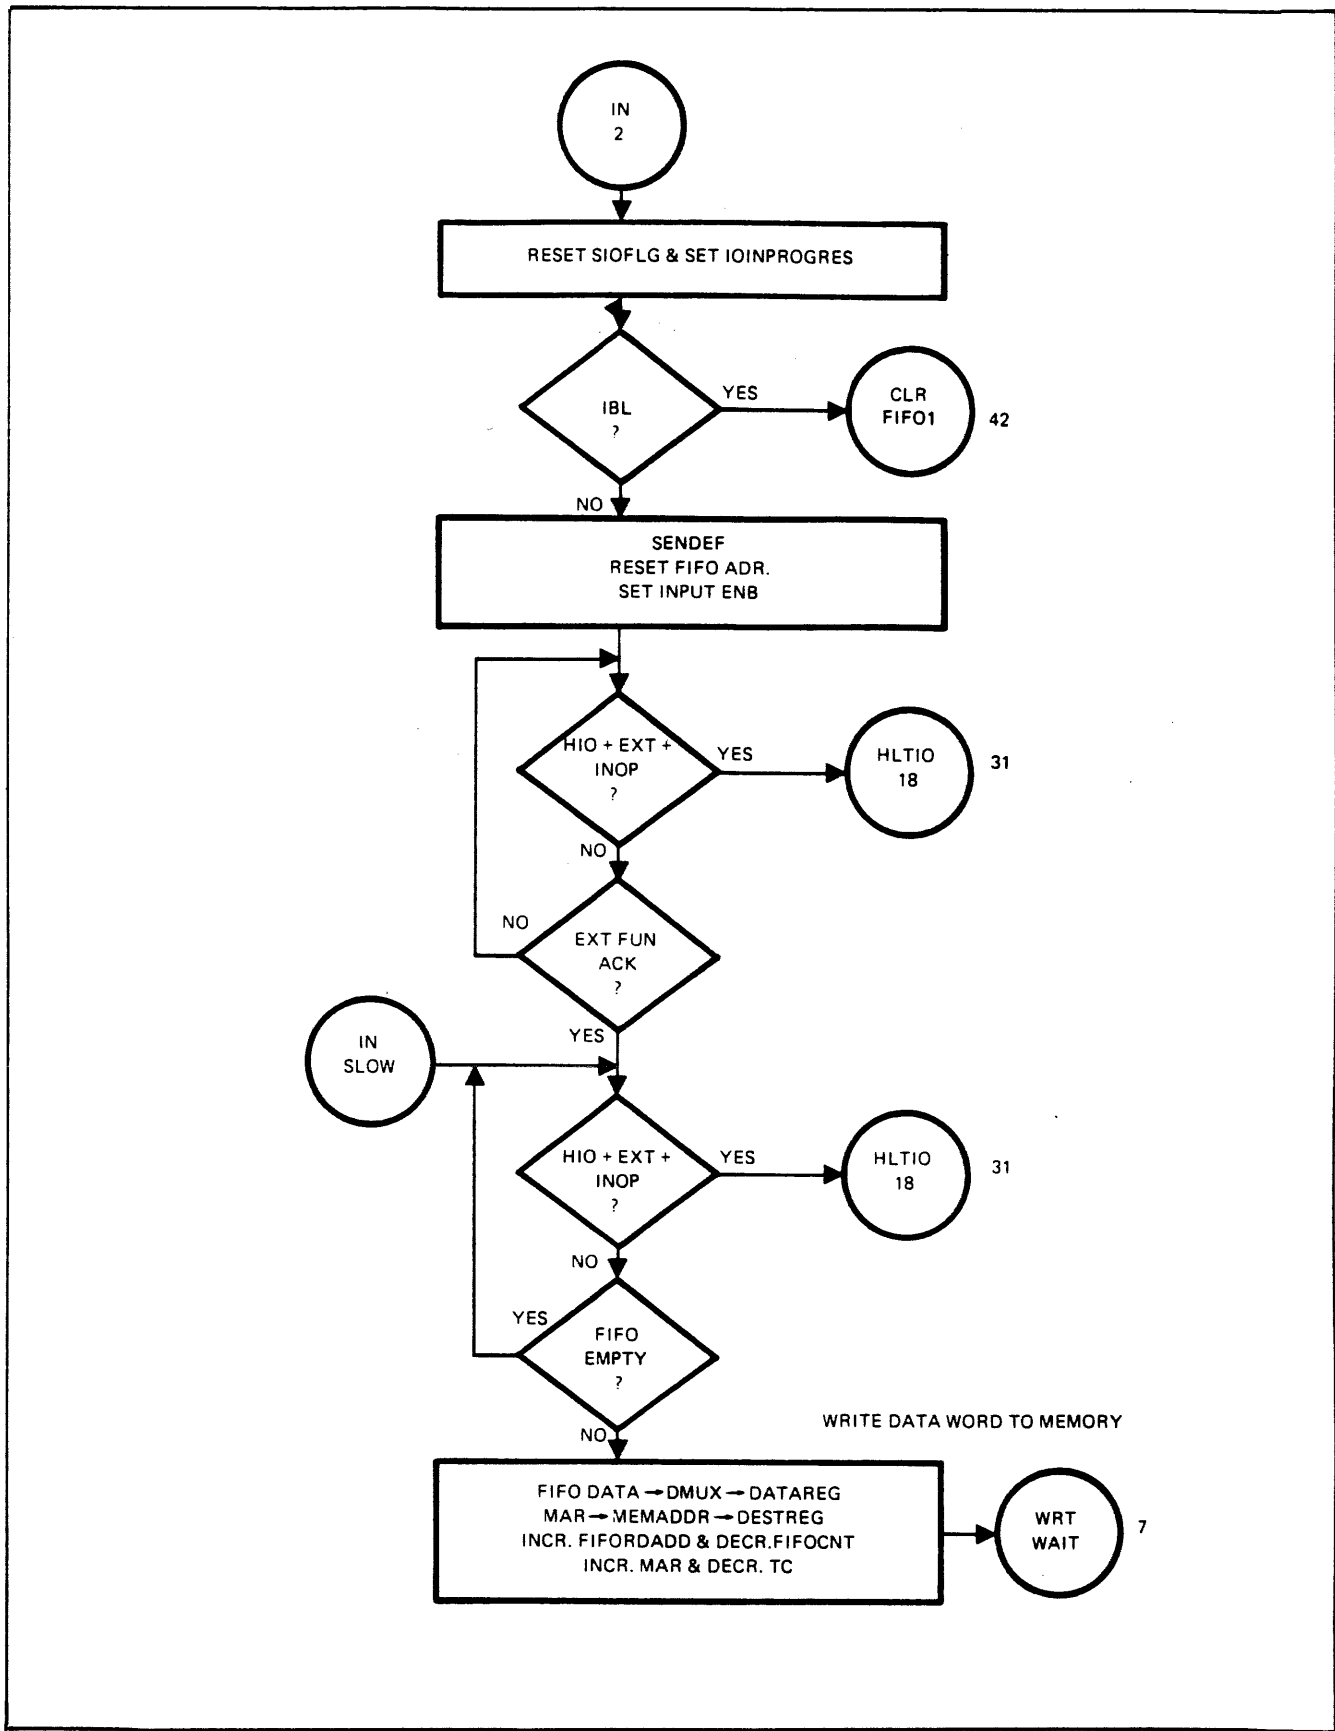 IN
2
RESET SIOFLG & SET IOINPROGRES
IBL
?
YES
CLR
FIFO1
42
NO
SENDEF
RESET FIFO ADR.
SET INPUT ENB
HIO + EXT +
INOP
?
YES
HLTIO
18
31
NO
NO
EXT FUN
ACK
?
YES
IN
SLOW
HIO + EXT +
INOP
?
YES
HLTIO
18
31
NO
YES
FIFO
EMPTY
?
NO
WRITE DATA WORD TO MEMORY
FIFO DATA → DMUX → DATAREG
MAR → MEMADDR → DESTREG
INCR. FIFORDADD & DECR.FIFOCNT
INCR. MAR & DECR. TC
WRT
WAIT
7